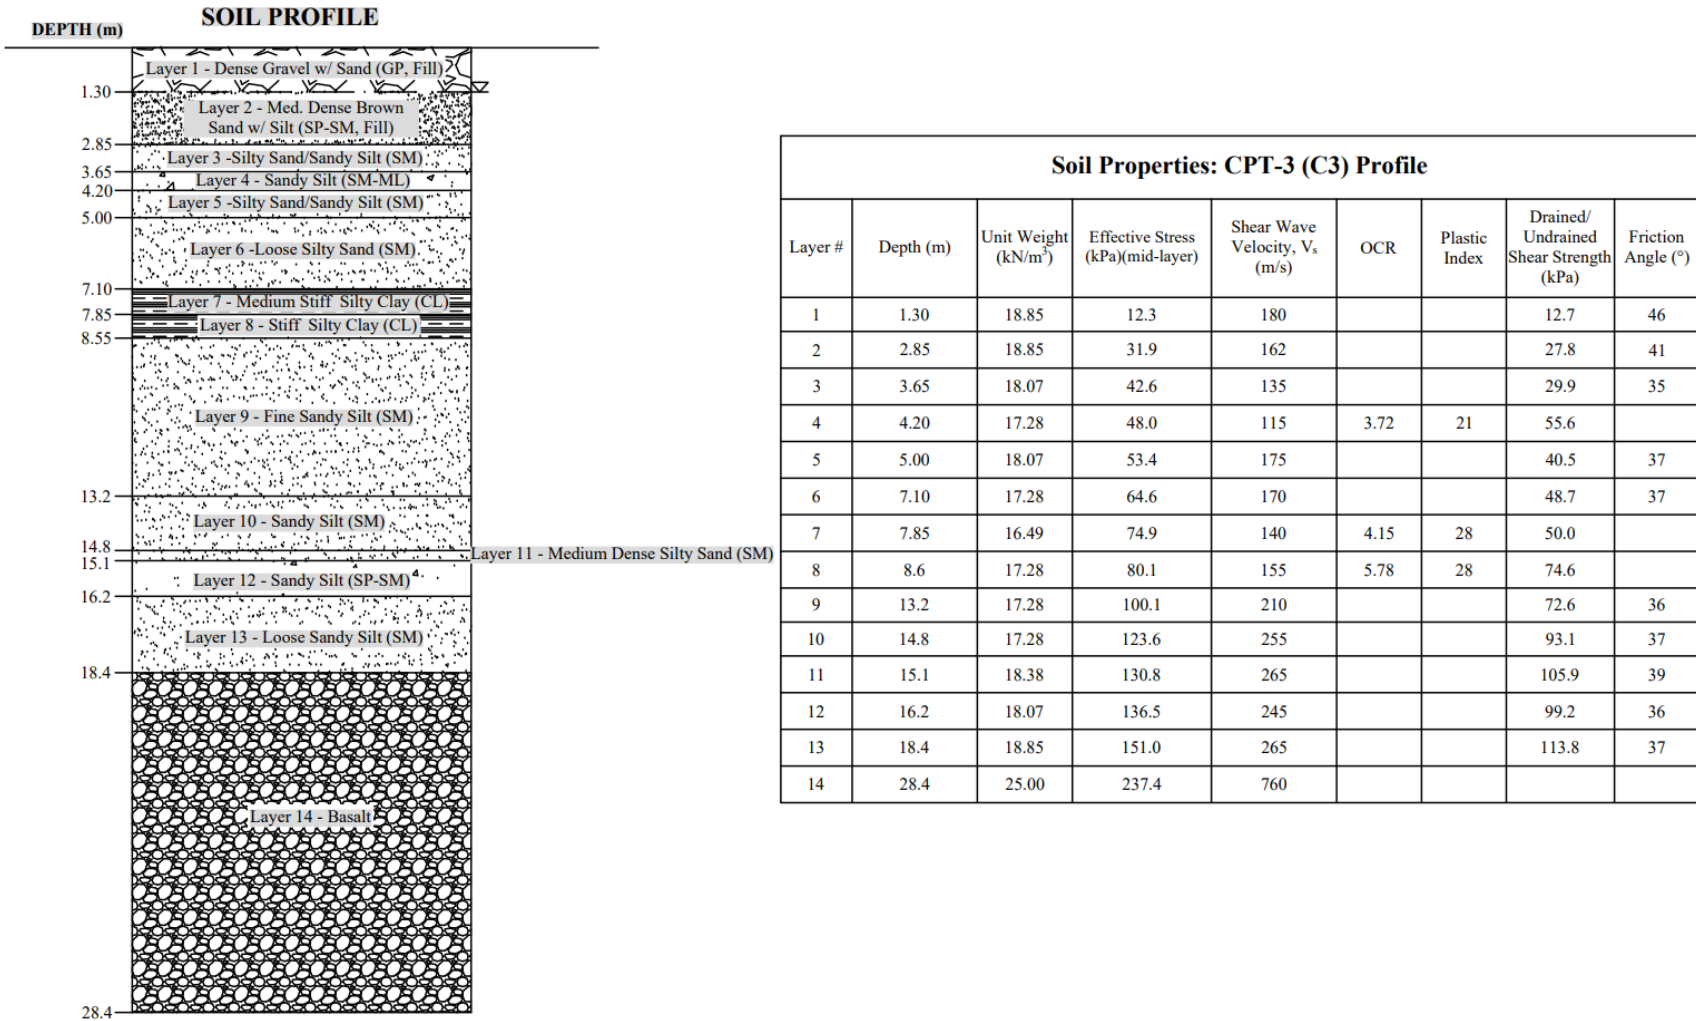 SOIL PROFILE
DEPTH (m)
Layer 1 - Dense Gravel w/ Sand (GP, Fill)
1.30
Layer 2 - Med. Dense Brown
Sand w/ Silt (SP-SM, Fill)
2.85
Layer 3 -Silty Sand/Sandy Silt (SM)
3.65
Layer 4 - Sandy Silt (SM-ML)
4.20
Layer 5 -Silty Sand/Sandy Silt (SM)
5.00
Layer 6 -Loose Silty Sand (SM)
7.10
Layer 7 - Medium Stiff Silty Clay (CL)
7.85
Layer 8 - Stiff Silty Clay (CL)
8.55
Layer 9 - Fine Sandy Silt (SM)
13.2
Layer 10 - Sandy Silt (SM)
14.8
Layer 11 - Medium Dense Silty Sand (SM)
15.1
Layer 12 - Sandy Silt (SP-SM)
16.2
Layer 13 - Loose Sandy Silt (SM)
18.4
Layer 14 - Basalt
28.4
Soil Properties: CPT-3 (C3) Profile
Layer # Depth (m) Unit Weight (kN/m³) Effective Stress (kPa)(mid-layer) Shear Wave Velocity, Vₛ (m/s) OCR Plastic Index Drained/ Undrained Shear Strength (kPa) Friction Angle (°)
1 1.30 18.85 12.3 180 12.7 46
2 2.85 18.85 31.9 162 27.8 41
3 3.65 18.07 42.6 135 29.9 35
4 4.20 17.28 48.0 115 3.72 21 55.6
5 5.00 18.07 53.4 175 40.5 37
6 7.10 17.28 64.6 170 48.7 37
7 7.85 16.49 74.9 140 4.15 28 50.0
8 8.6 17.28 80.1 155 5.78 28 74.6
9 13.2 17.28 100.1 210 72.6 36
10 14.8 17.28 123.6 255 93.1 37
11 15.1 18.38 130.8 265 105.9 39
12 16.2 18.07 136.5 245 99.2 36
13 18.4 18.85 151.0 265 113.8 37
14 28.4 25.00 237.4 760